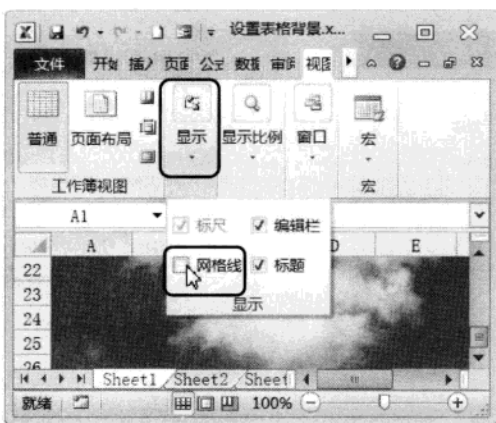 设置表格背景.x...
文件 开始 插入 页面 公式 数据 审阅 视图
普通 页面布局 显示 显示比例 窗口 宏
工作簿视图 宏
A1
标尺 编辑栏
网格线 标题
显示
A D E
22
23
24
25
26
Sheet1 Sheet2 Sheet
就绪 100%